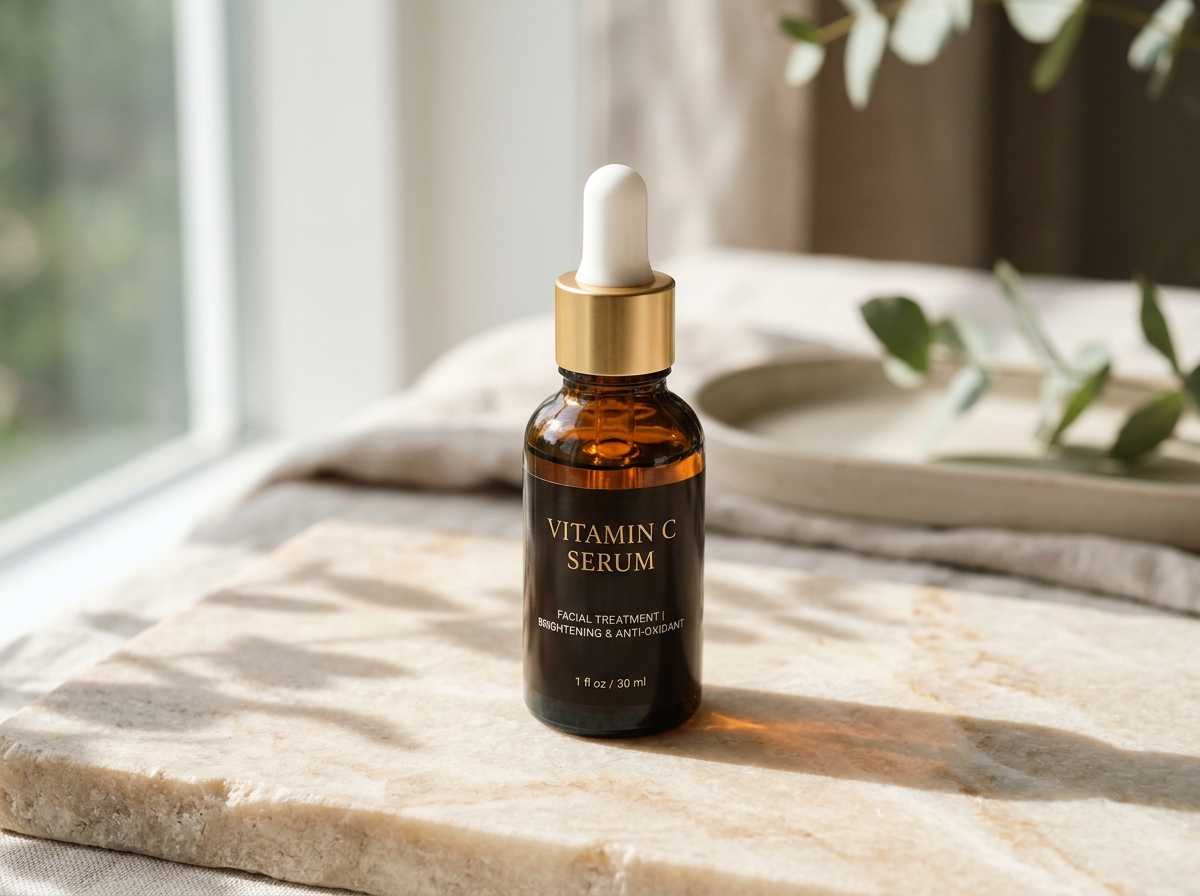 VITAMIN C
SERUM
FACIAL TREATMENT |
BRIGHTENING & ANTI-OXIDANT
1 fl oz / 30 ml